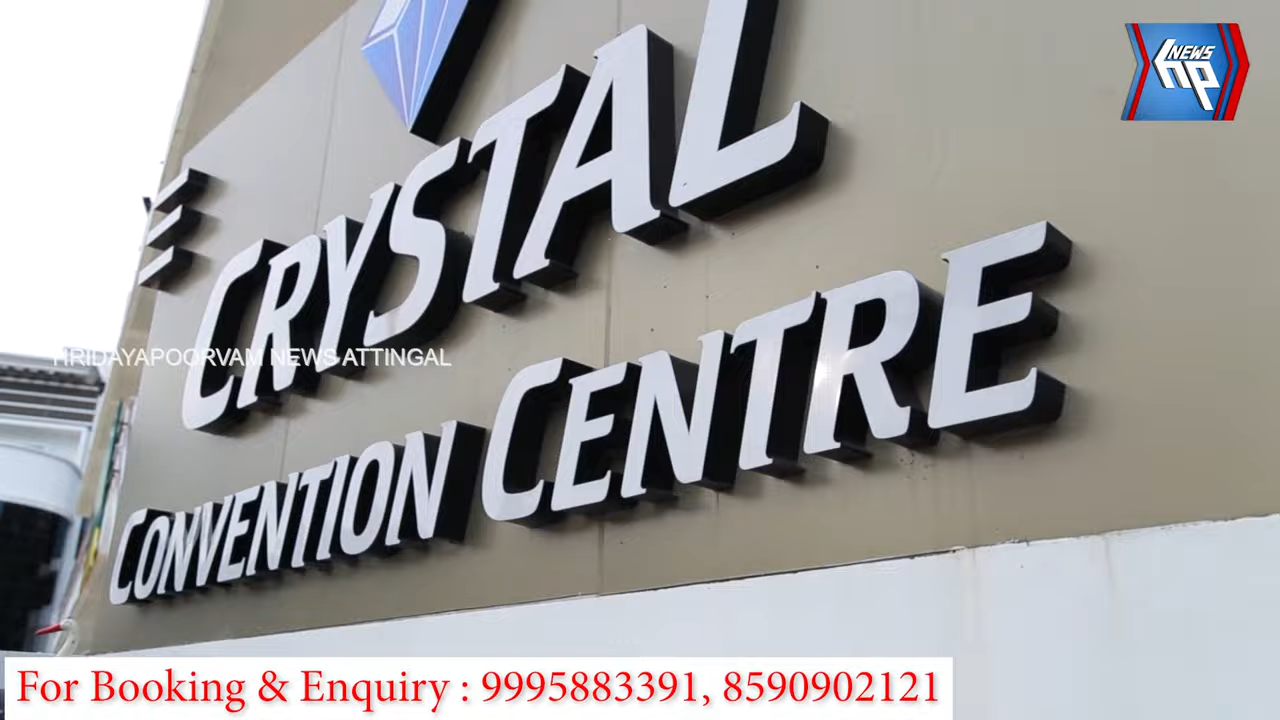 NEWS
hp
CRYSTAL
HRIDAYAPOORVAM NEWS ATTINGAL
CONVENTION CENTRE
For Booking & Enquiry : 9995883391, 8590902121